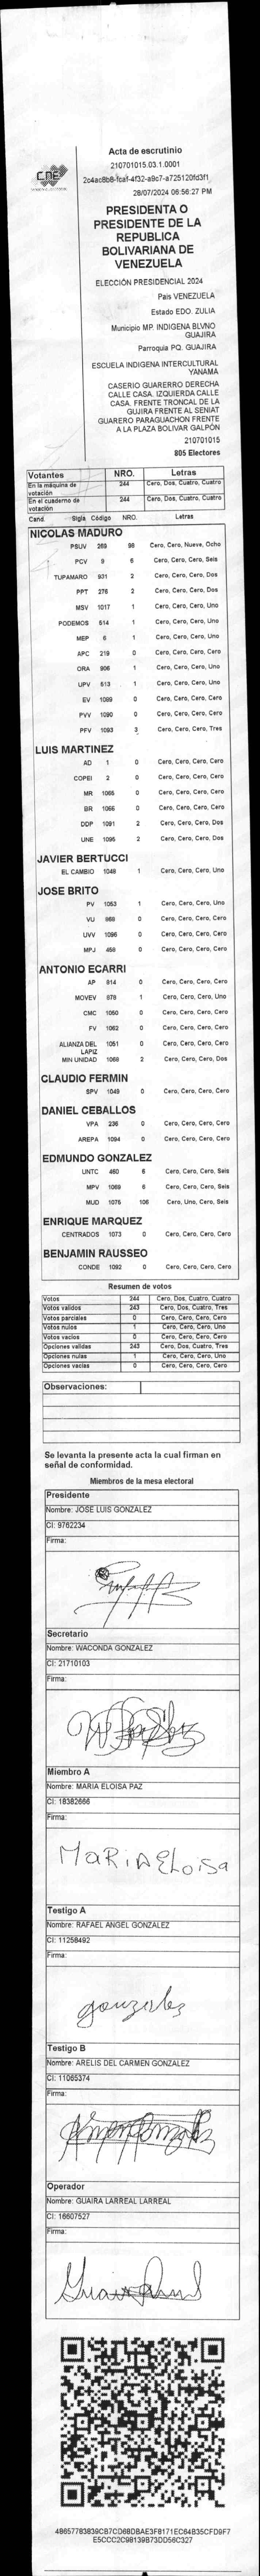 CNE
Acta de escrutinio
210701015.03.1.0001
2c4ac8b8-fcaf-4f32-a9c7-a725120fd3f1
28/07/2024 06:56:27 PM
PRESIDENTA O
PRESIDENTE DE LA
REPUBLICA
BOLIVARIANA DE
VENEZUELA
ELECCIÓN PRESIDENCIAL 2024
Pais VENEZUELA
Estado EDO. ZULIA
Municipio MP. INDIGENA BLVNO
GUAJIRA
Parroquia PQ. GUAJIRA
ESCUELA INDIGENA INTERCULTURAL
YANAMA
CASERIO GUARERRO DERECHA
CALLE CASA. IZQUIERDA CALLE
CASA. FRENTE TRONCAL DE LA
GUJIRA FRENTE AL SENIAT
GUARERO PARAGUACHON FRENTE
A LA PLAZA BOLIVAR GALPÓN
210701015
805 Electores
Votantes NRO. Letras
En la máquina de votación 244 Cero, Dos, Cuatro, Cuatro
En el cuaderno de votación 244 Cero, Dos, Cuatro, Cuatro
Cand. Sigla Código NRO. Letras
NICOLAS MADURO
PSUV 269 98 Cero, Cero, Nueve, Ocho
PCV 9 6 Cero, Cero, Cero, Seis
TUPAMARO 931 2 Cero, Cero, Cero, Dos
PPT 276 2 Cero, Cero, Cero, Dos
MSV 1017 1 Cero, Cero, Cero, Uno
PODEMOS 514 1 Cero, Cero, Cero, Uno
MEP 6 1 Cero, Cero, Cero, Uno
APC 219 0 Cero, Cero, Cero, Cero
ORA 906 1 Cero, Cero, Cero, Uno
UPV 513 1 Cero, Cero, Cero, Uno
EV 1089 0 Cero, Cero, Cero, Cero
PVV 1090 0 Cero, Cero, Cero, Cero
PFV 1093 3 Cero, Cero, Cero, Tres
LUIS MARTINEZ
AD 1 0 Cero, Cero, Cero, Cero
COPEI 2 0 Cero, Cero, Cero, Cero
MR 1065 0 Cero, Cero, Cero, Cero
BR 1066 0 Cero, Cero, Cero, Cero
DDP 1091 2 Cero, Cero, Cero, Dos
UNE 1095 2 Cero, Cero, Cero, Dos
JAVIER BERTUCCI
EL CAMBIO 1048 1 Cero, Cero, Cero, Uno
JOSE BRITO
PV 1053 1 Cero, Cero, Cero, Uno
VU 868 0 Cero, Cero, Cero, Cero
UVV 1096 0 Cero, Cero, Cero, Cero
MPJ 456 0 Cero, Cero, Cero, Cero
ANTONIO ECARRI
AP 814 0 Cero, Cero, Cero, Cero
MOVEV 878 1 Cero, Cero, Cero, Uno
CMC 1050 0 Cero, Cero, Cero, Cero
FV 1062 0 Cero, Cero, Cero, Cero
ALIANZA DEL LAPIZ 1051 0 Cero, Cero, Cero, Cero
MIN UNIDAD 1068 2 Cero, Cero, Cero, Dos
CLAUDIO FERMIN
SPV 1049 0 Cero, Cero, Cero, Cero
DANIEL CEBALLOS
VPA 236 0 Cero, Cero, Cero, Cero
AREPA 1094 0 Cero, Cero, Cero, Cero
EDMUNDO GONZALEZ
UNTC 460 6 Cero, Cero, Cero, Seis
MPV 1069 6 Cero, Cero, Cero, Seis
MUD 1075 106 Cero, Uno, Cero, Seis
ENRIQUE MARQUEZ
CENTRADOS 1073 0 Cero, Cero, Cero, Cero
BENJAMIN RAUSSEO
CONDE 1092 0 Cero, Cero, Cero, Cero
Resumen de votos
Votos 244 Cero, Dos, Cuatro, Cuatro
Votos validos 243 Cero, Dos, Cuatro, Tres
Votos parciales 0 Cero, Cero, Cero, Cero
Votos nulos 1 Cero, Cero, Cero, Uno
Votos vacios 0 Cero, Cero, Cero, Cero
Opciones validas 243 Cero, Dos, Cuatro, Tres
Opciones nulas 1 Cero, Cero, Cero, Uno
Opciones vacias 0 Cero, Cero, Cero, Cero
Observaciones:
Se levanta la presente acta la cual firman en
señal de conformidad.
Miembros de la mesa electoral
Presidente
Nombre: JOSE LUIS GONZALEZ
CI: 9762234
Firma:
Secretario
Nombre: WACONDA GONZALEZ
CI: 21710103
Firma:
Miembro A
Nombre: MARIA ELOISA PAZ
CI: 18382666
Firma:
MaRiA ELoisa
Testigo A
Nombre: RAFAEL ANGEL GONZALEZ
CI: 11258492
Firma:
gonzalez
Testigo B
Nombre: ARELIS DEL CARMEN GONZALEZ
CI: 11065374
Firma:
Operador
Nombre: GUAIRA LARREAL LARREAL
CI: 16607527
Firma:
48657783839CB7CD68DBAE3F8171EC64B35CFD9F7
E5CCC2C98139B73DD56C327